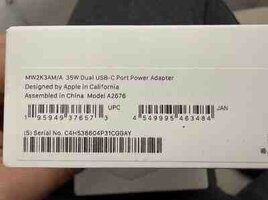 MW2K3AM/A 35W Dual USB-C Port Power Adapter
Designed by Apple in California
Assembled in China Model A2676
1 95949 37657 3 UPC
4 549995 463484 JAN
(S) Serial No. C4H538604P31CGGAY